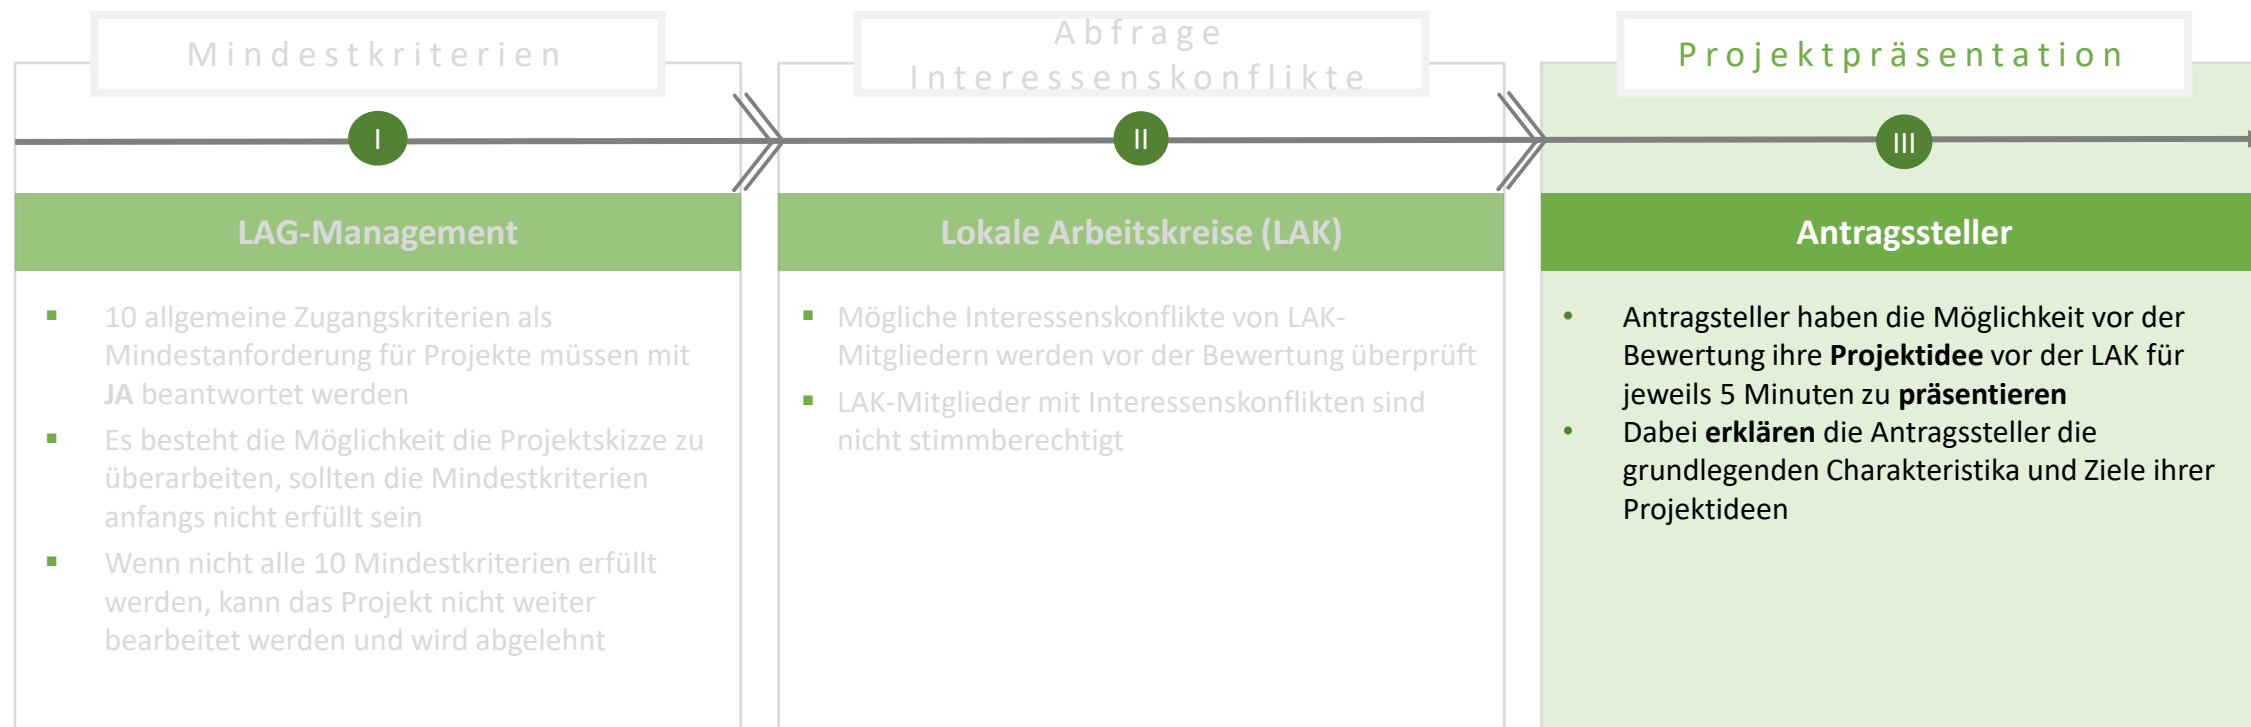 Mindestkriterien
I
LAG-Management
10 allgemeine Zugangskriterien als
Mindestanforderung für Projekte müssen mit
JA beantwortet werden
Es besteht die Möglichkeit die Projektskizze zu
überarbeiten, sollten die Mindestkriterien
anfangs nicht erfüllt sein
Wenn nicht alle 10 Mindestkriterien erfüllt
werden, kann das Projekt nicht weiter
bearbeitet werden und wird abgelehnt
Abfrage
Interessenskonflikte
II
Lokale Arbeitskreise (LAK)
Mögliche Interessenskonflikte von LAK-
Mitgliedern werden vor der Bewertung überprüft
LAK-Mitglieder mit Interessenskonflikten sind
nicht stimmberechtigt
Projektpräsentation
III
Antragssteller
Antragsteller haben die Möglichkeit vor der
Bewertung ihre Projektidee vor der LAK für
jeweils 5 Minuten zu präsentieren
Dabei erklären die Antragssteller die
grundlegenden Charakteristika und Ziele ihrer
Projektideen